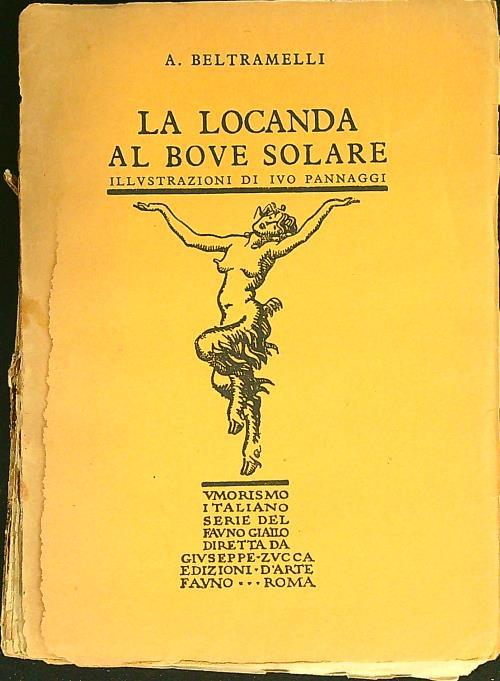 A. BELTRAMELLI
LA LOCANDA
AL BOVE SOLARE
ILLVSTRAZIONI DI IVO PANNAGGI
VMORISMO
ITALIANO
SERIE DEL
FAVNO GIALLO
DIRETTA DA
GIVSEPPE·ZVCCA
EDIZIONI·D'ARTE
FAVNO···ROMA